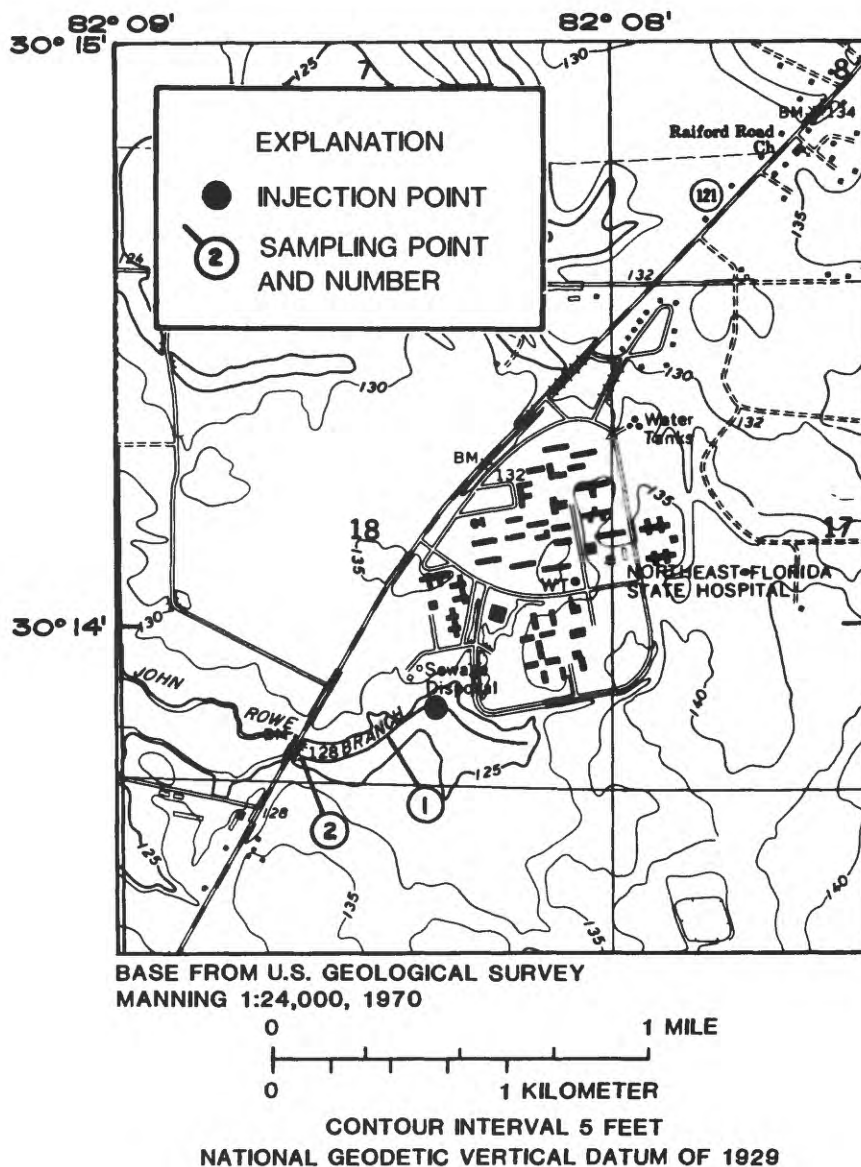 82° 09' 82° 08'
30° 15'
EXPLANATION
INJECTION POINT
2 SAMPLING POINT
AND NUMBER
125
7
130
8
BM 134
Raiford Road
Ch
121
135
124
132
130
130
132
Water
Tanks
BM
132
135
18
135
17
NORTHEAST FLORIDA
STATE HOSPITAL
WT
30° 14'
130
JOHN
ROWE
BRANCH
Sewage
Disposal
BM
128
140
125
1
2
128
125
135
135
140
BASE FROM U.S. GEOLOGICAL SURVEY
MANNING 1:24,000, 1970
0 1 MILE
0 1 KILOMETER
CONTOUR INTERVAL 5 FEET
NATIONAL GEODETIC VERTICAL DATUM OF 1929